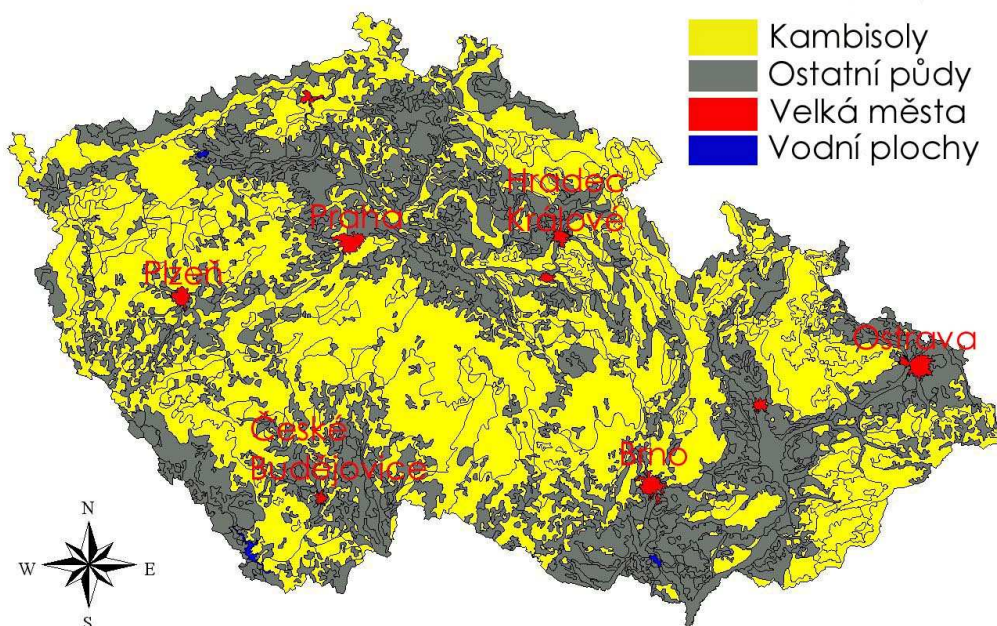 Kambisoly
Ostatní půdy
Velká města
Vodní plochy
Hradec
Králové
Praha
Plzeň
Ostrava
České
Budějovice
Brno
N
W
E
S